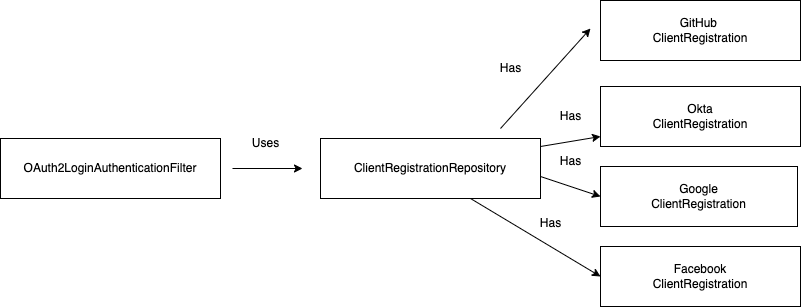 GitHub
ClientRegistration
Has
Okta
ClientRegistration
Has
Uses
OAuth2LoginAuthenticationFilter
ClientRegistrationRepository
Has
Google
ClientRegistration
Has
Facebook
ClientRegistration